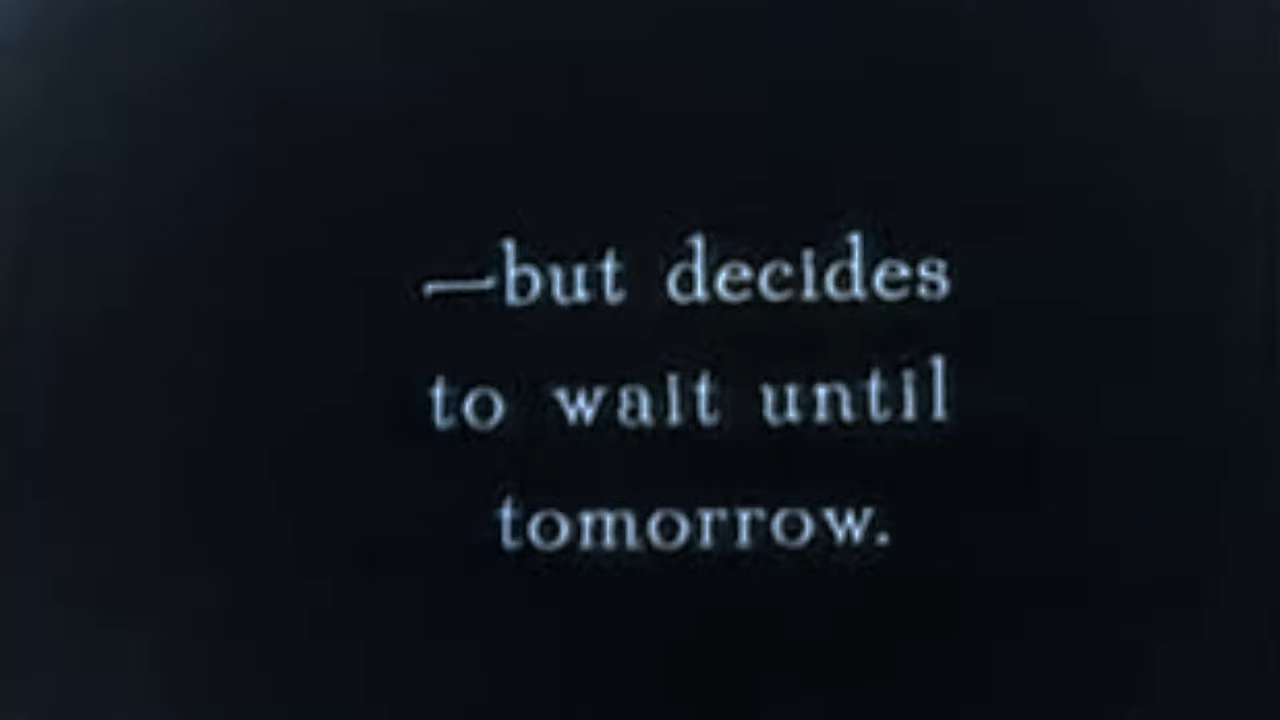 —but decides
to wait until
tomorrow.